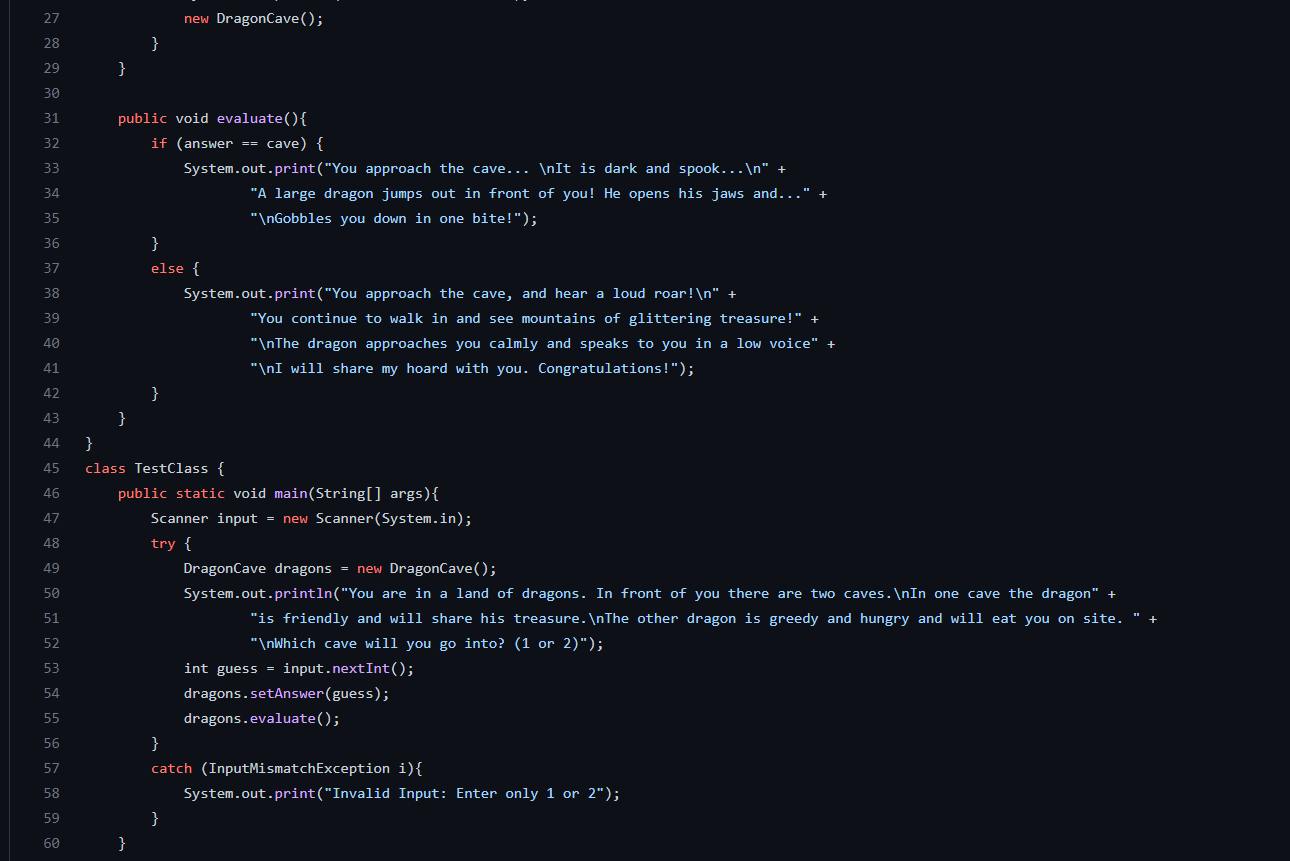 27 new DragonCave();
28 }
29 }
30
31 public void evaluate(){
32 if (answer == cave) {
33 System.out.print("You approach the cave... \nIt is dark and spook...\n" +
34 "A large dragon jumps out in front of you! He opens his jaws and..." +
35 "\nGobbles you down in one bite!");
36 }
37 else {
38 System.out.print("You approach the cave, and hear a loud roar!\n" +
39 "You continue to walk in and see mountains of glittering treasure!" +
40 "\nThe dragon approaches you calmly and speaks to you in a low voice" +
41 "\nI will share my hoard with you. Congratulations!");
42 }
43 }
44 }
45 class TestClass {
46 public static void main(String[] args){
47 Scanner input = new Scanner(System.in);
48 try {
49 DragonCave dragons = new DragonCave();
50 System.out.println("You are in a land of dragons. In front of you there are two caves.\nIn one cave the dragon" +
51 "is friendly and will share his treasure.\nThe other dragon is greedy and hungry and will eat you on site. " +
52 "\nWhich cave will you go into? (1 or 2)");
53 int guess = input.nextInt();
54 dragons.setAnswer(guess);
55 dragons.evaluate();
56 }
57 catch (InputMismatchException i){
58 System.out.print("Invalid Input: Enter only 1 or 2");
59 }
60 }